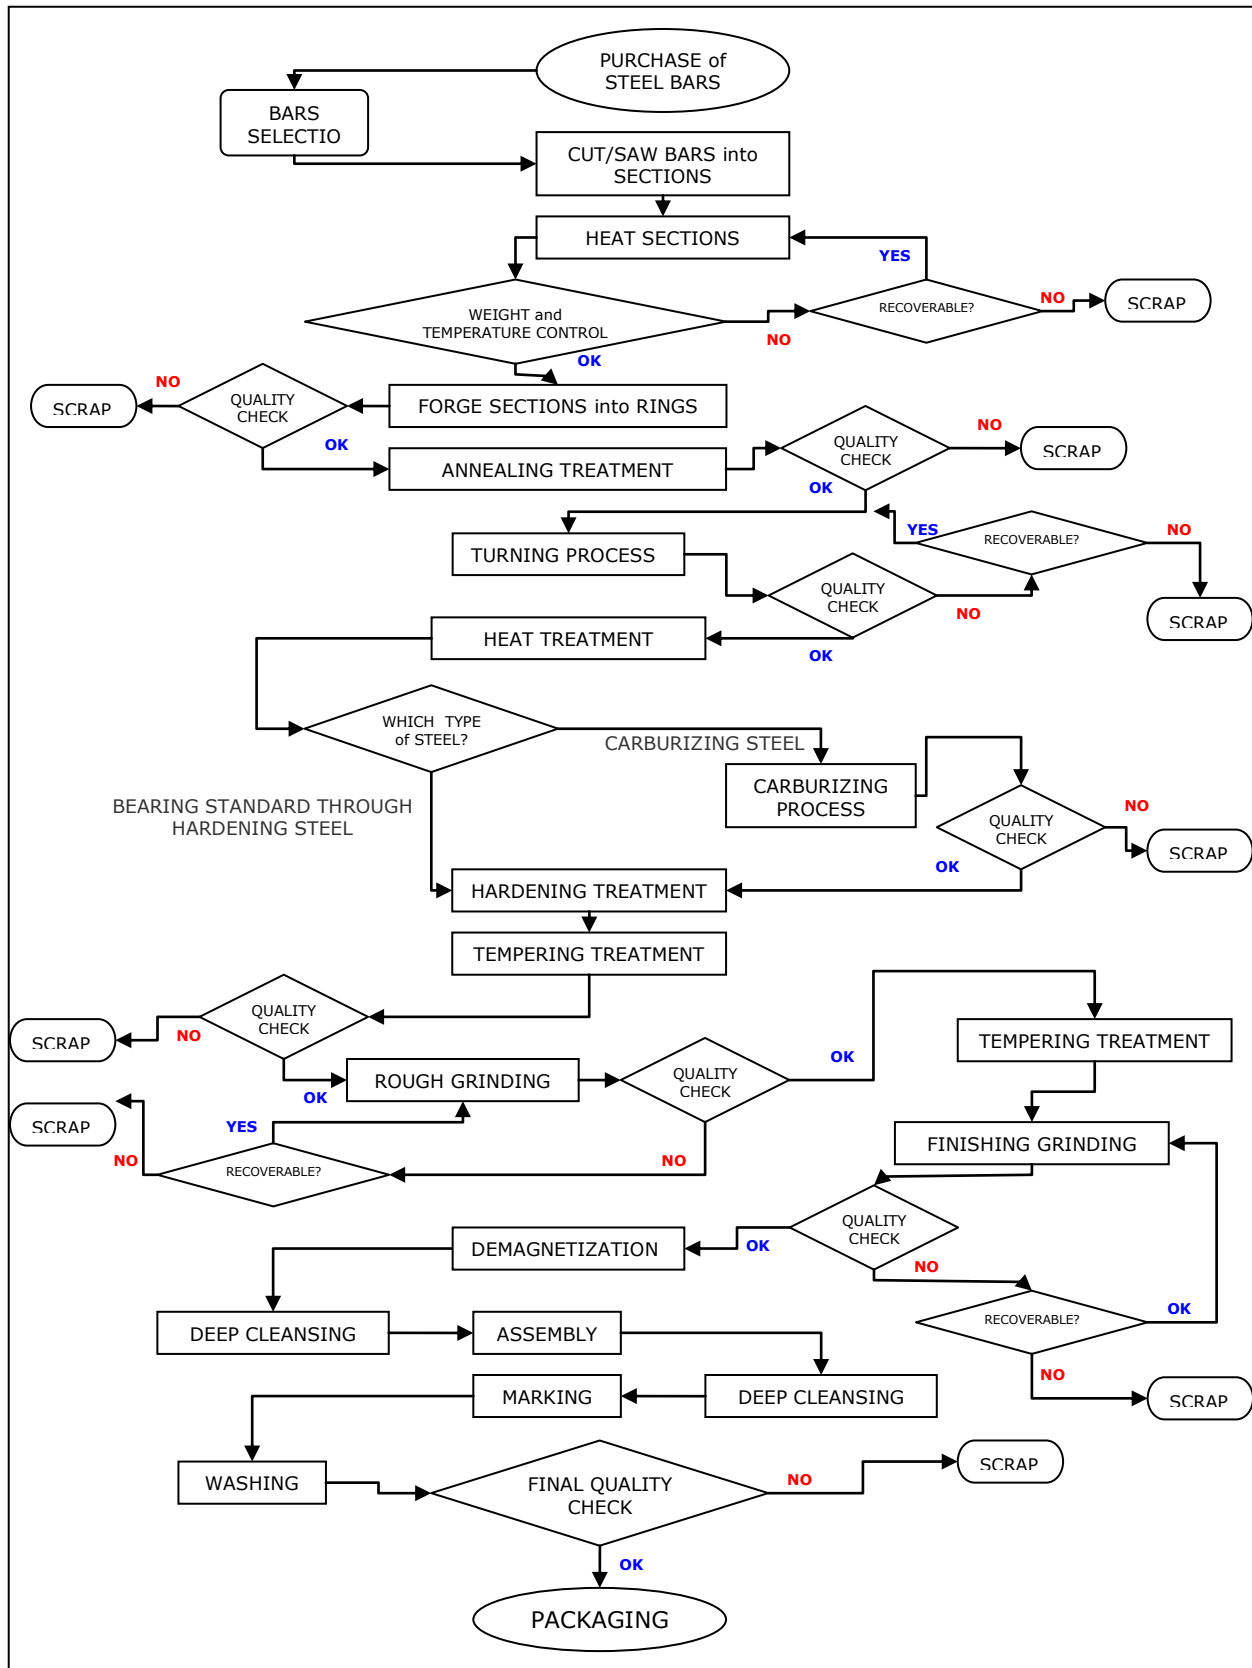 PURCHASE of
STEEL BARS
BARS
SELECTIO
CUT/SAW BARS into
SECTIONS
HEAT SECTIONS
YES
WEIGHT and
TEMPERATURE CONTROL
NO
RECOVERABLE?
NO
SCRAP
OK
SCRAP
NO
QUALITY
CHECK
FORGE SECTIONS into RINGS
OK
ANNEALING TREATMENT
QUALITY
CHECK
NO
SCRAP
OK
TURNING PROCESS
YES
RECOVERABLE?
NO
QUALITY
CHECK
NO
SCRAP
HEAT TREATMENT
OK
WHICH TYPE
of STEEL?
CARBURIZING STEEL
CARBURIZING
PROCESS
BEARING STANDARD THROUGH
HARDENING STEEL
QUALITY
CHECK
NO
SCRAP
OK
HARDENING TREATMENT
TEMPERING TREATMENT
QUALITY
CHECK
NO
SCRAP
OK
ROUGH GRINDING
QUALITY
CHECK
OK
TEMPERING TREATMENT
SCRAP
YES
NO
RECOVERABLE?
NO
FINISHING GRINDING
QUALITY
CHECK
OK
DEMAGNETIZATION
NO
RECOVERABLE?
OK
NO
SCRAP
DEEP CLEANSING
ASSEMBLY
MARKING
DEEP CLEANSING
WASHING
FINAL QUALITY
CHECK
NO
SCRAP
OK
PACKAGING